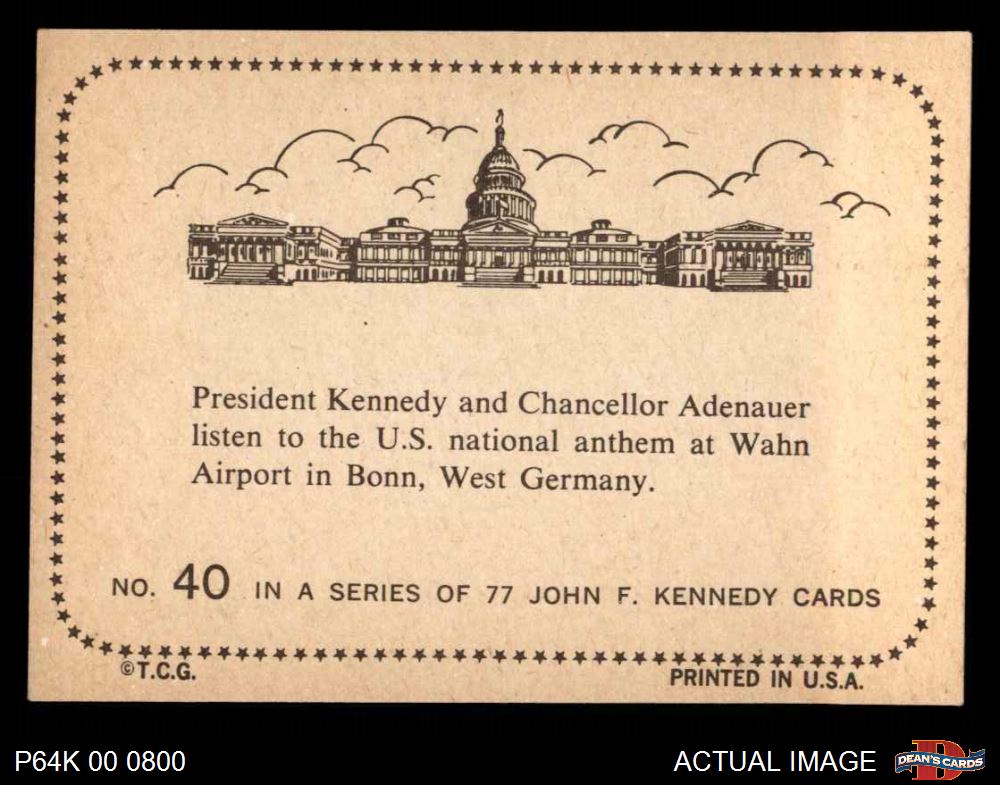 President Kennedy and Chancellor Adenauer
listen to the U.S. national anthem at Wahn
Airport in Bonn, West Germany.
NO. 40 IN A SERIES OF 77 JOHN F. KENNEDY CARDS
©T.C.G.
PRINTED IN U.S.A.
P64K 00 0800
ACTUAL IMAGE
D
DEAN'S CARDS